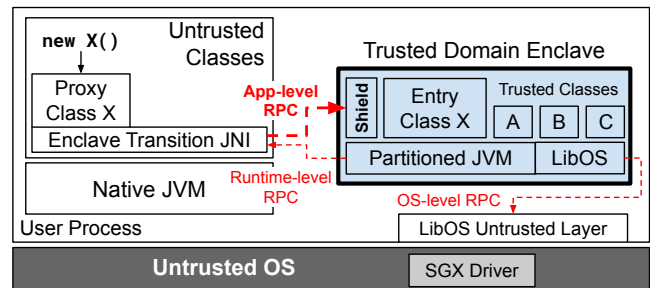 new X()
Untrusted
Classes
Proxy
Class X
Enclave Transition JNI
Native JVM
User Process
App-level
RPC
Runtime-level
RPC
Trusted Domain Enclave
Shield
Entry
Class X
Trusted Classes
A
B
C
Partitioned JVM
LibOS
OS-level RPC
LibOS Untrusted Layer
Untrusted OS
SGX Driver